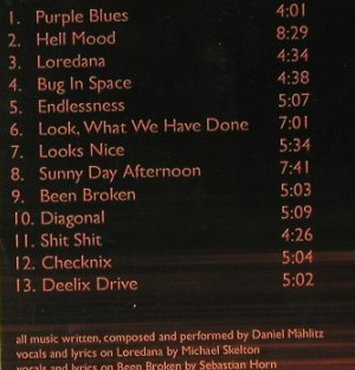 1. Purple Blues 4:01
2. Hell Mood 8:29
3. Loredana 4:34
4. Bug In Space 4:38
5. Endlessness 5:07
6. Look, What We Have Done 7:01
7. Looks Nice 5:34
8. Sunny Day Afternoon 7:41
9. Been Broken 5:03
10. Diagonal 5:09
11. Shit Shit 4:26
12. Checknix 5:04
13. Deelix Drive 5:02
all music written, composed and performed by Daniel Mählitz
vocals and lyrics on Loredana by Michael Skelton
vocals and lyrics on Been Broken by Sebastian Horn